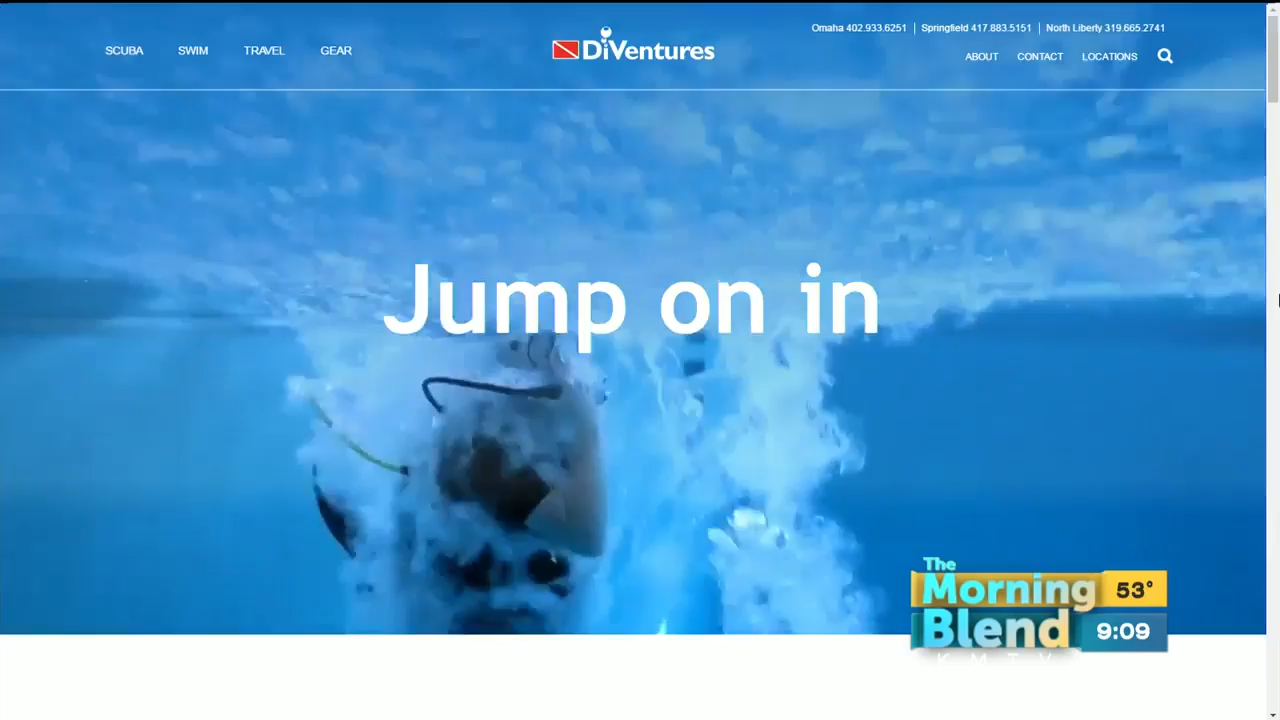 Omaha 402.933.6251 | Springfield 417.883.5151 | North Liberty 319.665.2741
SCUBA SWIM TRAVEL GEAR
DiVentures
ABOUT CONTACT LOCATIONS
Jump on in
The
Morning 53°
Blend 9:09
K M T V